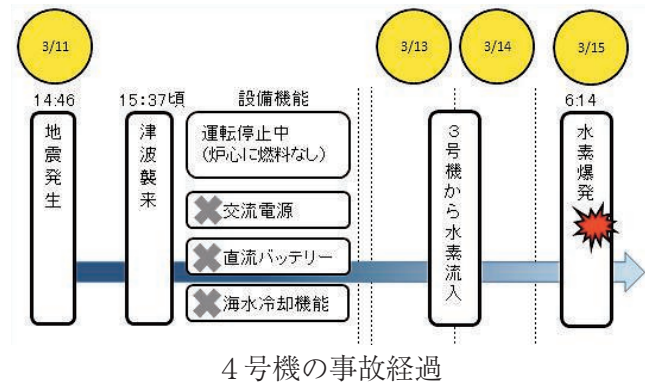 3/11
3/13
3/14
3/15
14:46
15:37頃
設備機能
6:14
地震発生
津波襲来
運転停止中
(炉心に燃料なし)
交流電源
直流バッテリー
海水冷却機能
3号機から水素流入
水素爆発
４号機の事故経過